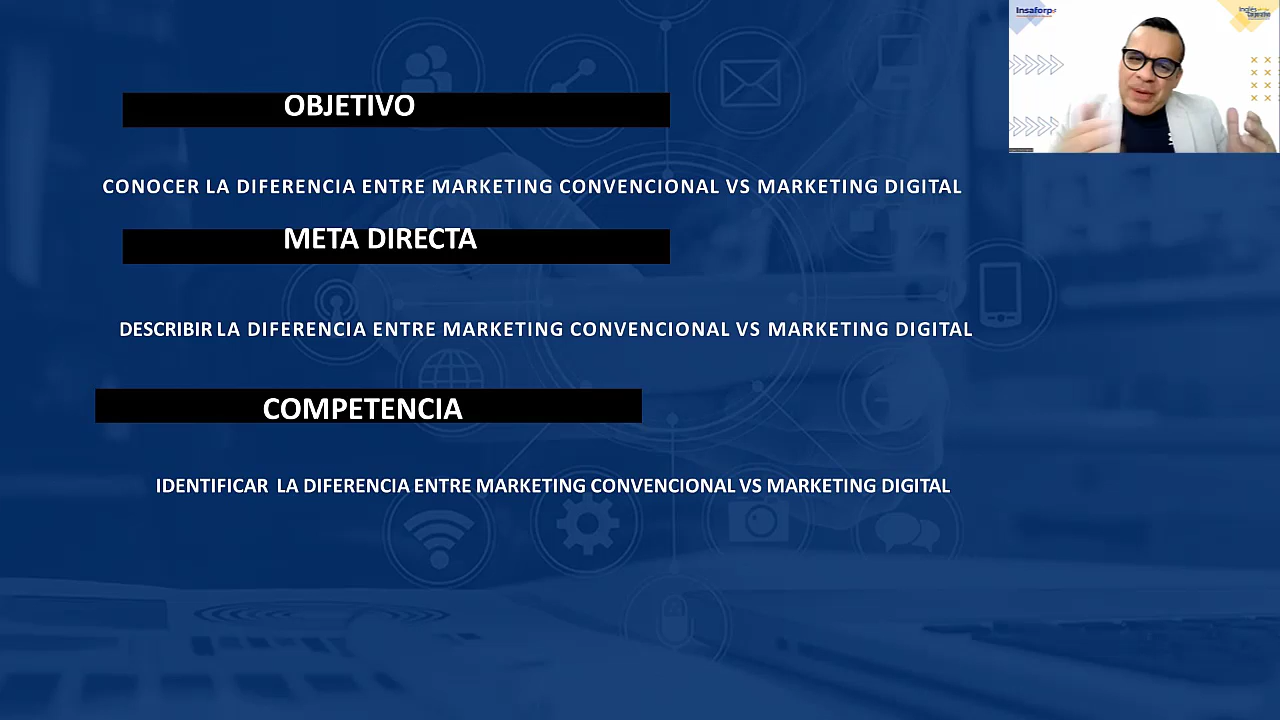 OBJETIVO
CONOCER LA DIFERENCIA ENTRE MARKETING CONVENCIONAL VS MARKETING DIGITAL
META DIRECTA
DESCRIBIR LA DIFERENCIA ENTRE MARKETING CONVENCIONAL VS MARKETING DIGITAL
COMPETENCIA
IDENTIFICAR LA DIFERENCIA ENTRE MARKETING CONVENCIONAL VS MARKETING DIGITAL
Insaforp